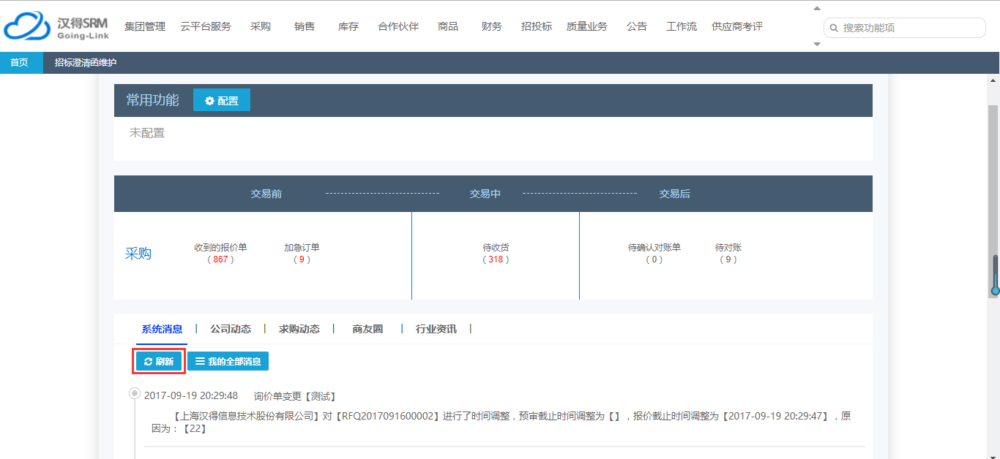 汉得SRM
Going-Link
集团管理 云平台服务 采购 销售 库存 合作伙伴 商品 财务 招投标 质量业务 公告 工作流 供应商考评
搜索功能项
首页 招标澄清函维护
常用功能 配置
未配置
交易前 交易中 交易后
采购
收到的报价单 加急订单 待收货 待确认对账单 待对账
( 867 ) ( 9 ) ( 318 ) ( 0 ) ( 9 )
系统消息 | 公司动态 | 求购动态 | 商友圈 | 行业资讯 |
刷新 我的全部消息
2017-09-19 20:29:48 询价单变更【测试】
【上海汉得信息技术股份有限公司】对【RFQ2017091600002】进行了时间调整，预审截止时间调整为【】，报价截止时间调整为【2017-09-19 20:29:47】，原
因为：【22】